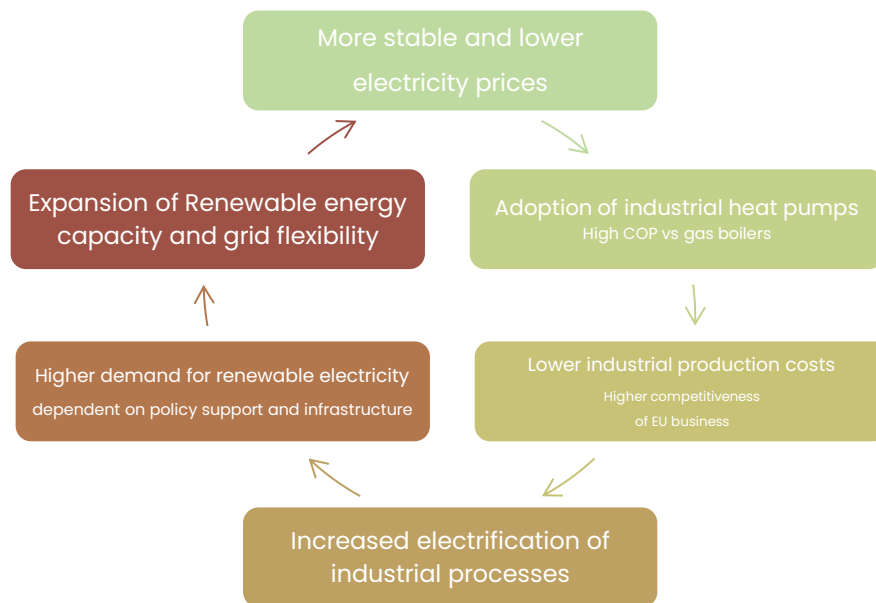 More stable and lower
electricity prices
Expansion of Renewable energy
capacity and grid flexibility
Adoption of industrial heat pumps
High COP vs gas boilers
Higher demand for renewable electricity
dependent on policy support and infrastructure
Lower industrial production costs
Higher competitiveness
of EU business
Increased electrification of
industrial processes